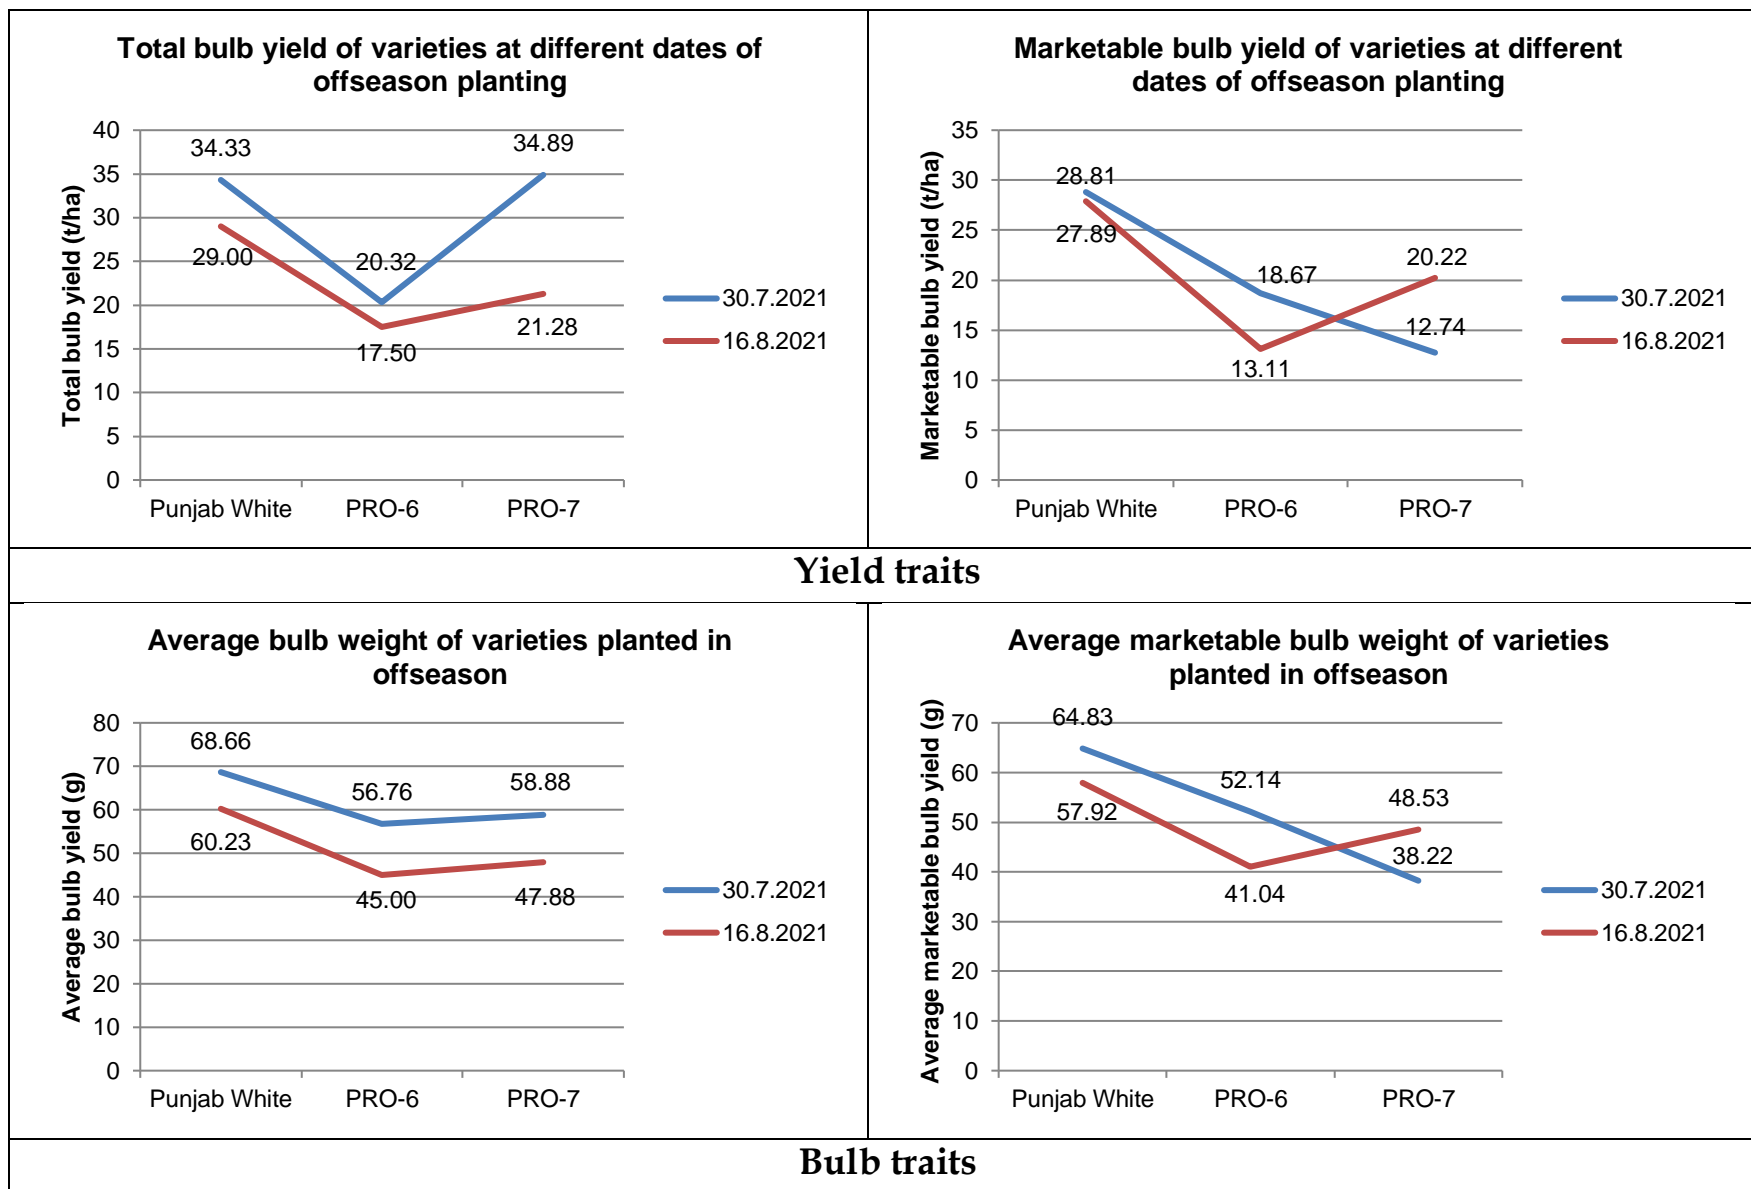 Total bulb yield of varieties at different dates of
offseason planting
Total bulb yield (t/ha)
40
35
30
25
20
15
10
5
0
34.33
20.32
34.89
29.00
17.50
21.28
Punjab White
PRO-6
PRO-7
30.7.2021
16.8.2021
Marketable bulb yield of varieties at different
dates of offseason planting
Marketable bulb yield (t/ha)
35
30
25
20
15
10
5
0
28.81
18.67
12.74
27.89
13.11
20.22
Punjab White
PRO-6
PRO-7
30.7.2021
16.8.2021
Yield traits
Average bulb weight of varieties planted in
offseason
Average bulb yield (g)
80
70
60
50
40
30
20
10
0
68.66
56.76
58.88
60.23
45.00
47.88
Punjab White
PRO-6
PRO-7
30.7.2021
16.8.2021
Average marketable bulb weight of varieties
planted in offseason
Average marketable bulb yield (g)
70
60
50
40
30
20
10
0
64.83
52.14
38.22
57.92
41.04
48.53
Punjab White
PRO-6
PRO-7
30.7.2021
16.8.2021
Bulb traits